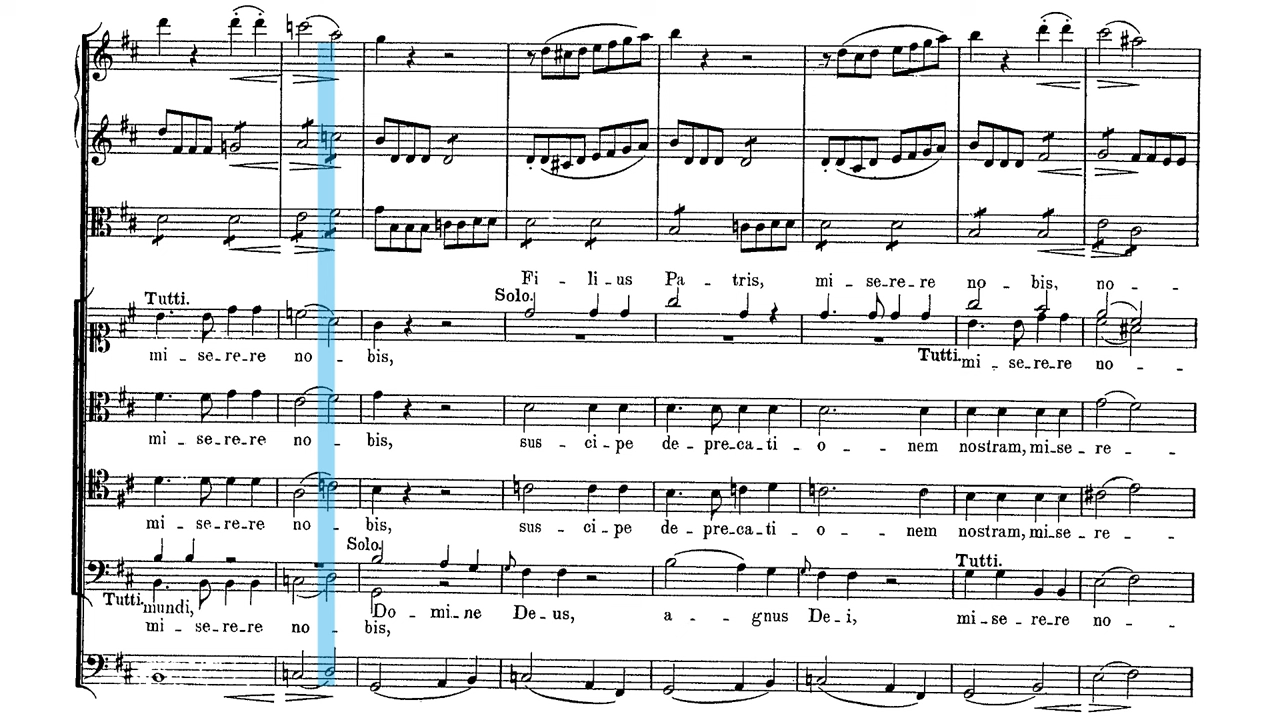 Fi - li - us Pa - tris, mi - se - re - re no - bis, no - - -
Tutti. Solo.
mi - se - re - re no - bis, Tutti. mi - se - re - re no - - -
mi - se - re - re no - bis, sus - ci - pe de - pre - ca - ti - o - nem nostram, mi - se - re - - -
mi - se - re - re no - bis, sus - ci - pe de - pre - ca - ti - o - nem nostram, mi - se - re - - -
Solo. Tutti.
Tutti. mundi, Do - mi - ne De - us, a - - gnus De - i, mi - se - re - re no - - -
mi - se - re - re no - bis,